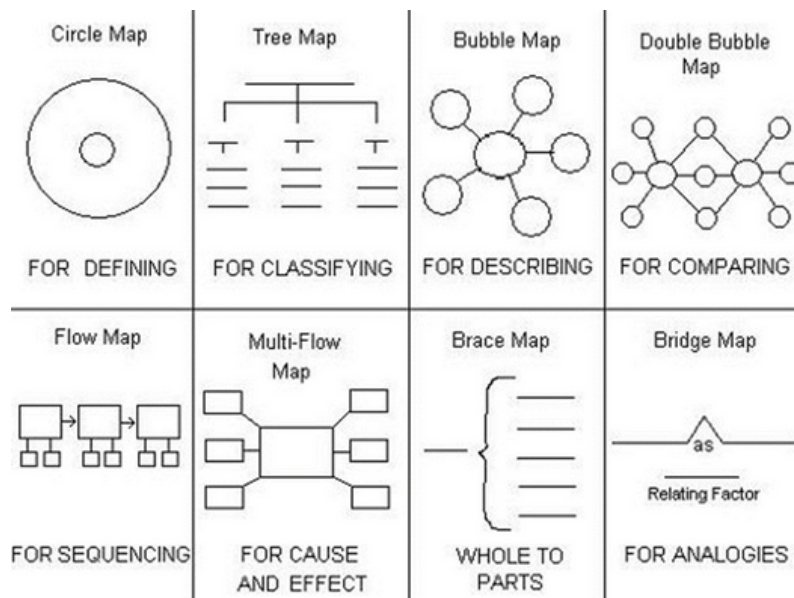 Circle Map
FOR DEFINING
Tree Map
FOR CLASSIFYING
Bubble Map
FOR DESCRIBING
Double Bubble
Map
FOR COMPARING
Flow Map
FOR SEQUENCING
Multi-Flow
Map
FOR CAUSE
AND EFFECT
Brace Map
WHOLE TO
PARTS
Bridge Map
as
Relating Factor
FOR ANALOGIES